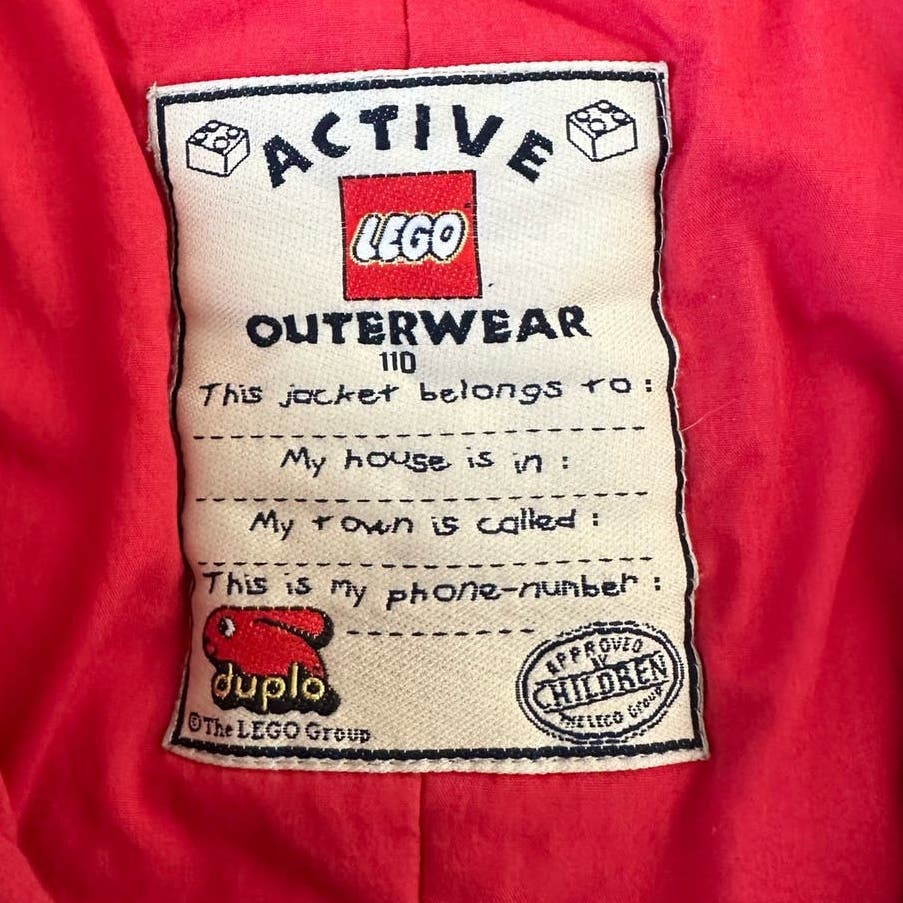 ACTIVE
LEGO
OUTERWEAR
110
This jacket belongs to:
My house is in:
My town is called:
This is my phone-number:
duplo
©The LEGO Group
APPROVED
BY
CHILDREN
THE LEGO GROUP